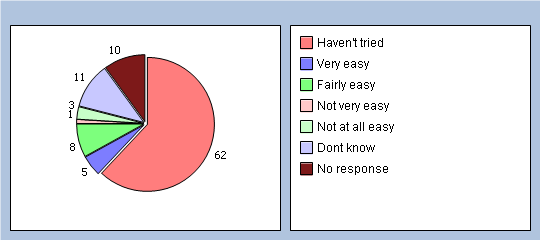 10
11
3
1
8
5
62
Haven't tried
Very easy
Fairly easy
Not very easy
Not at all easy
Dont know
No response